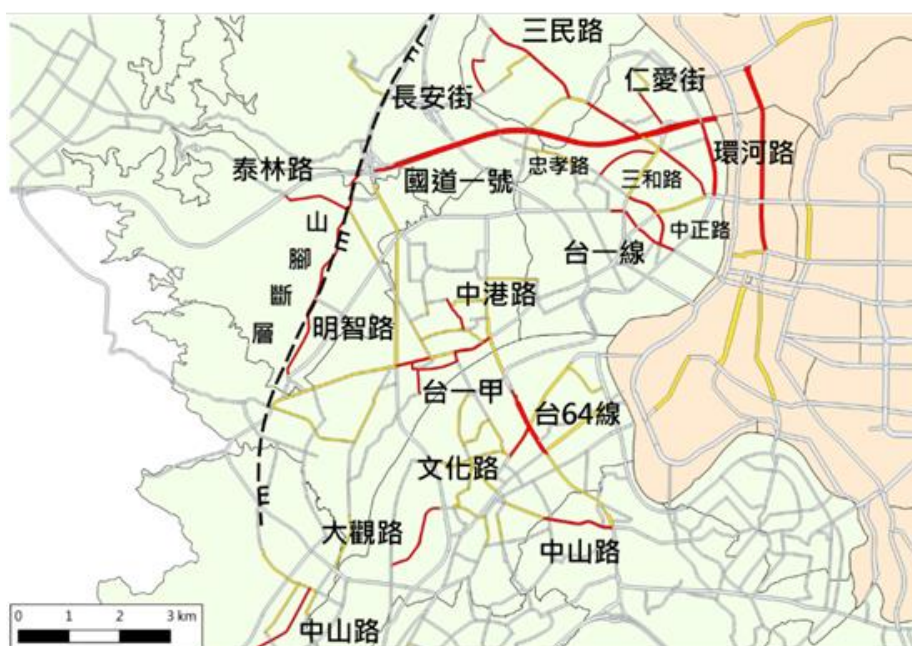 三民路
仁愛街
長安街
環河路
忠孝路
泰林路
國道一號
三和路
中正路
山腳斷層
台一線
中港路
明智路
台一甲
台64線
文化路
大觀路
中山路
中山路
0 1 2 3 km